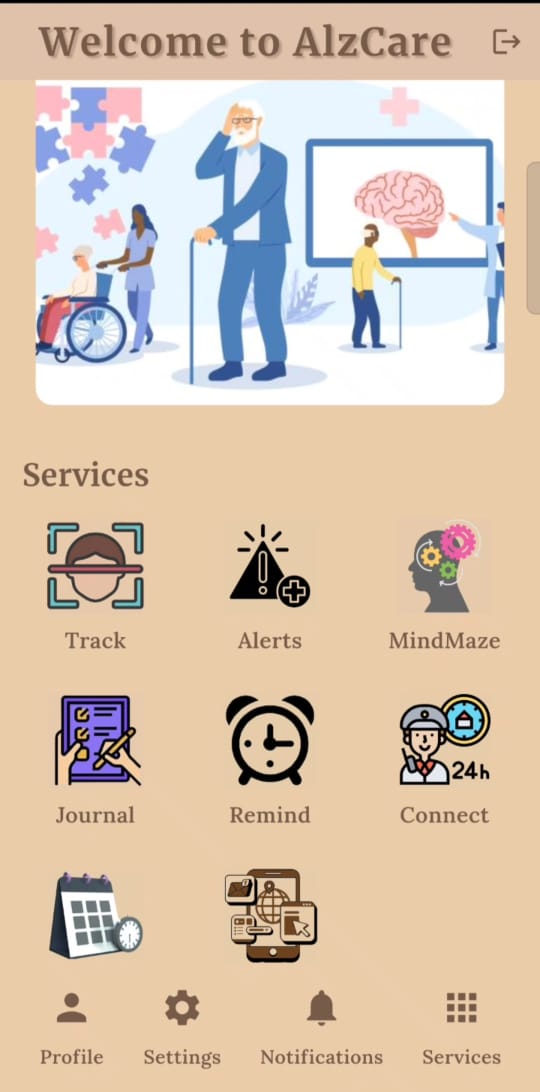 Welcome to AlzCare
Services
Track
Alerts
MindMaze
Journal
Remind
24h
Connect
Profile
Settings
Notifications
Services